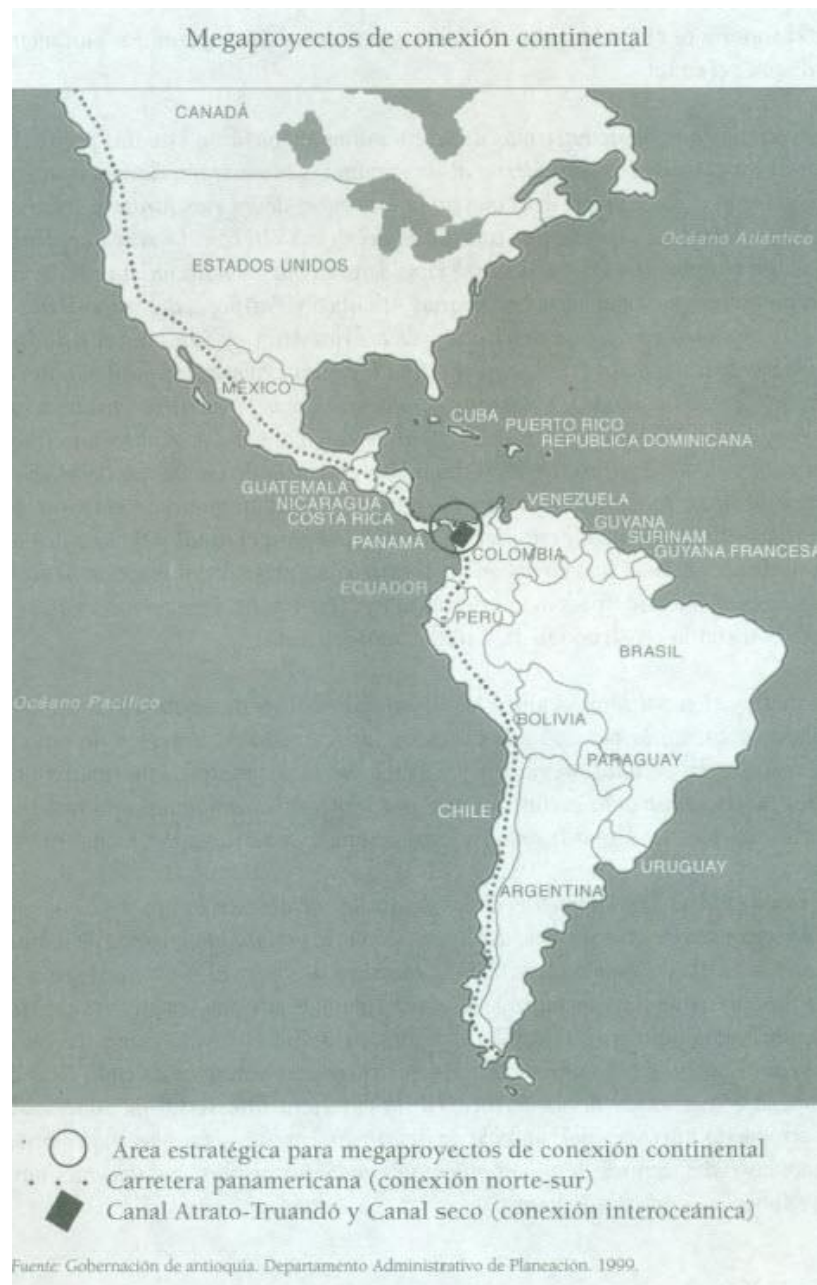 Megaproyectos de conexión continental
CANADÁ
Océano Atlántico
ESTADOS UNIDOS
MÉXICO
CUBA
PUERTO RICO
REPÚBLICA DOMINICANA
GUATEMALA
NICARAGUA
COSTA RICA
PANAMÁ
VENEZUELA
GUYANA
SURINAM
GUYANA FRANCESA
COLOMBIA
ECUADOR
PERÚ
BRASIL
Océano Pacífico
BOLIVIA
PARAGUAY
CHILE
URUGUAY
ARGENTINA
Área estratégica para megaproyectos de conexión continental
Carretera panamericana (conexión norte-sur)
Canal Atrato-Truandó y Canal seco (conexión interoceánica)
Fuente: Gobernación de antioquia. Departamento Administrativo de Planeación. 1999.